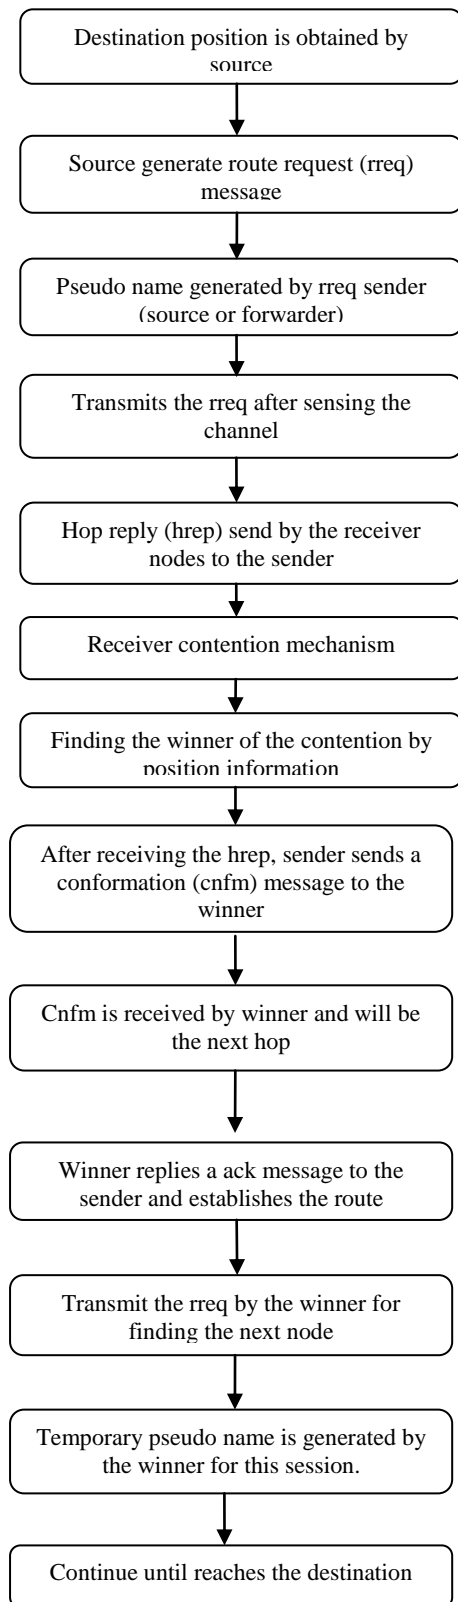 Destination position is obtained by
source
Source generate route request (rreq)
message
Pseudo name generated by rreq sender
(source or forwarder)
Transmits the rreq after sensing the
channel
Hop reply (hrep) send by the receiver
nodes to the sender
Receiver contention mechanism
Finding the winner of the contention by
position information
After receiving the hrep, sender sends a
conformation (cnfm) message to the
winner
Cnfm is received by winner and will be
the next hop
Winner replies a ack message to the
sender and establishes the route
Transmit the rreq by the winner for
finding the next node
Temporary pseudo name is generated by
the winner for this session.
Continue until reaches the destination